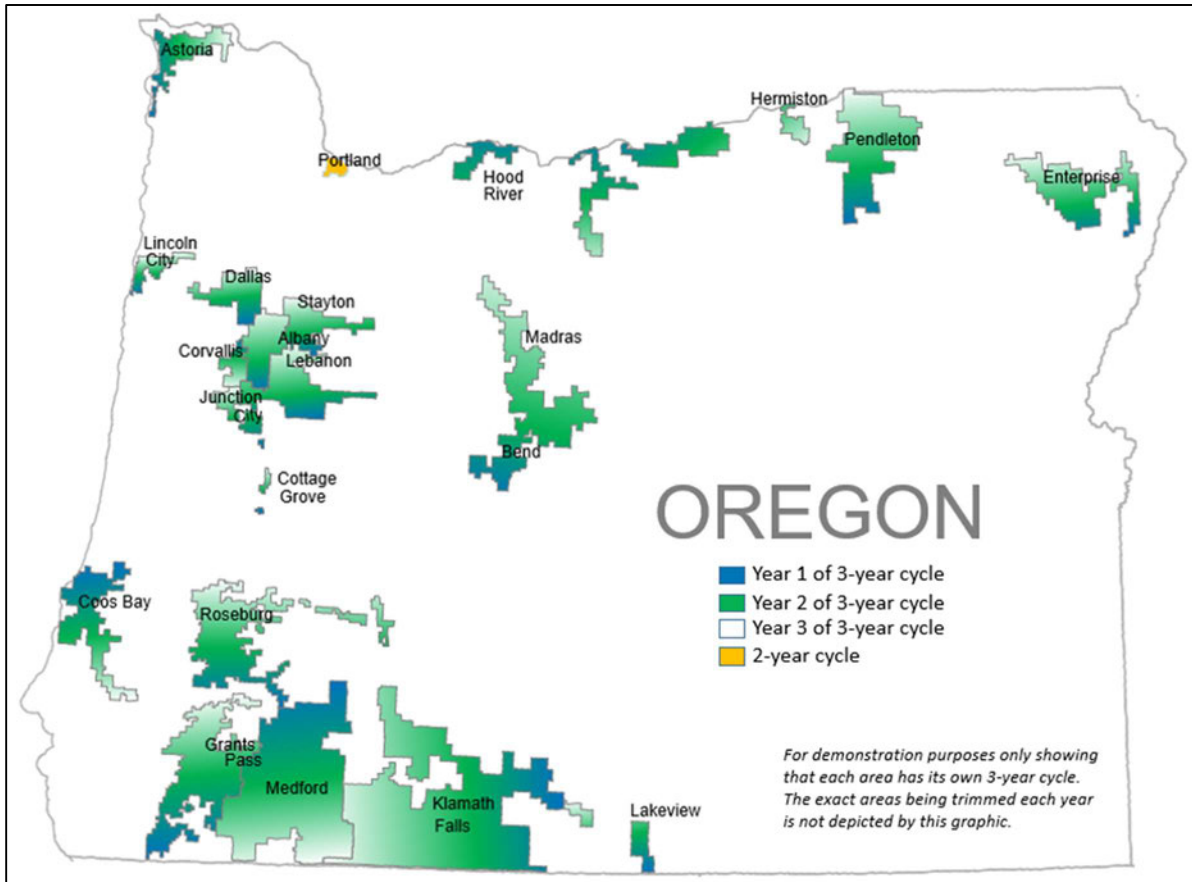 Astoria
Hermiston
Portland
Pendleton
Hood
River
Enterprise
Lincoln
City
Dallas
Stayton
Madras
Albany
Corvallis
Lebanon
Junction
City
Bend
Cottage
Grove
OREGON
Year 1 of 3-year cycle
Year 2 of 3-year cycle
Year 3 of 3-year cycle
2-year cycle
Coos Bay
Roseburg
Grants
Pass
Medford
Klamath
Falls
Lakeview
For demonstration purposes only showing
that each area has its own 3-year cycle.
The exact areas being trimmed each year
is not depicted by this graphic.